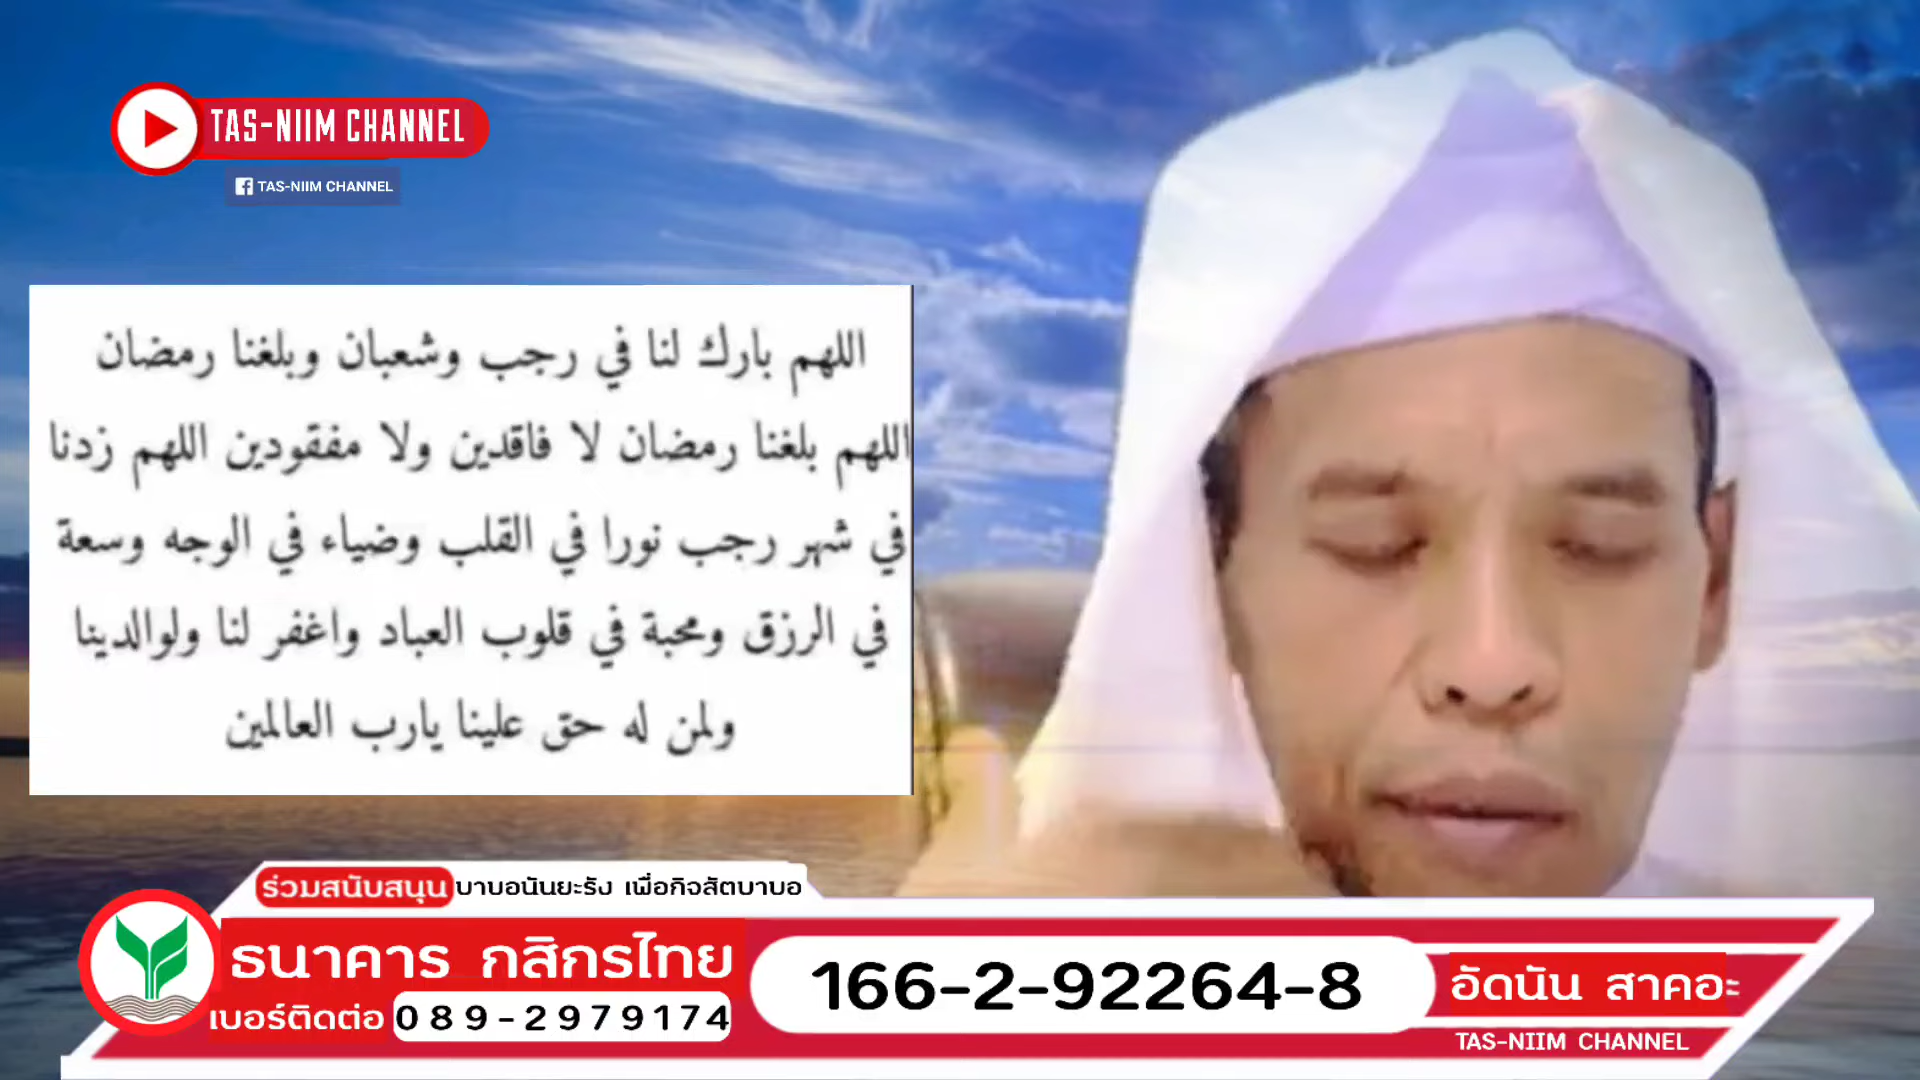 TAS-NIIM CHANNEL
TAS-NIIM CHANNEL
اللهم بارك لنا في رجب وشعبان وبلغنا رمضان
اللهم بلغنا رمضان لا فاقدين ولا مفقودين اللهم زدنا
في شهر رجب نورا في القلب وضياء في الوجه وسعة
في الرزق ومحبة في قلوب العباد واغفر لنا ولوالدينا
ولمن له حق علينا يارب العالمين
ร่วมสนับสนุน บาบอนันยะรัง เพื่อกิจสัตบาบอ
ธนาคาร กสิกรไทย
เบอร์ติดต่อ 089-2979174
166-2-92264-8
อัดนัน สาคอะ
TAS-NIIM CHANNEL